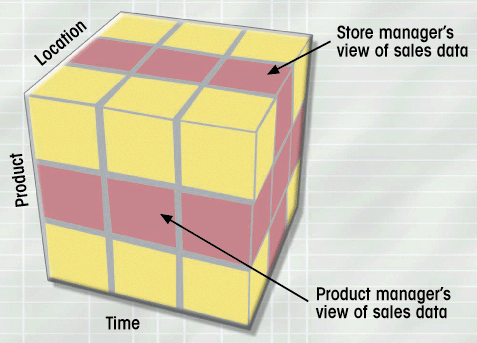 Location
Store manager's
view of sales data
Product
Product manager's
view of sales data
Time